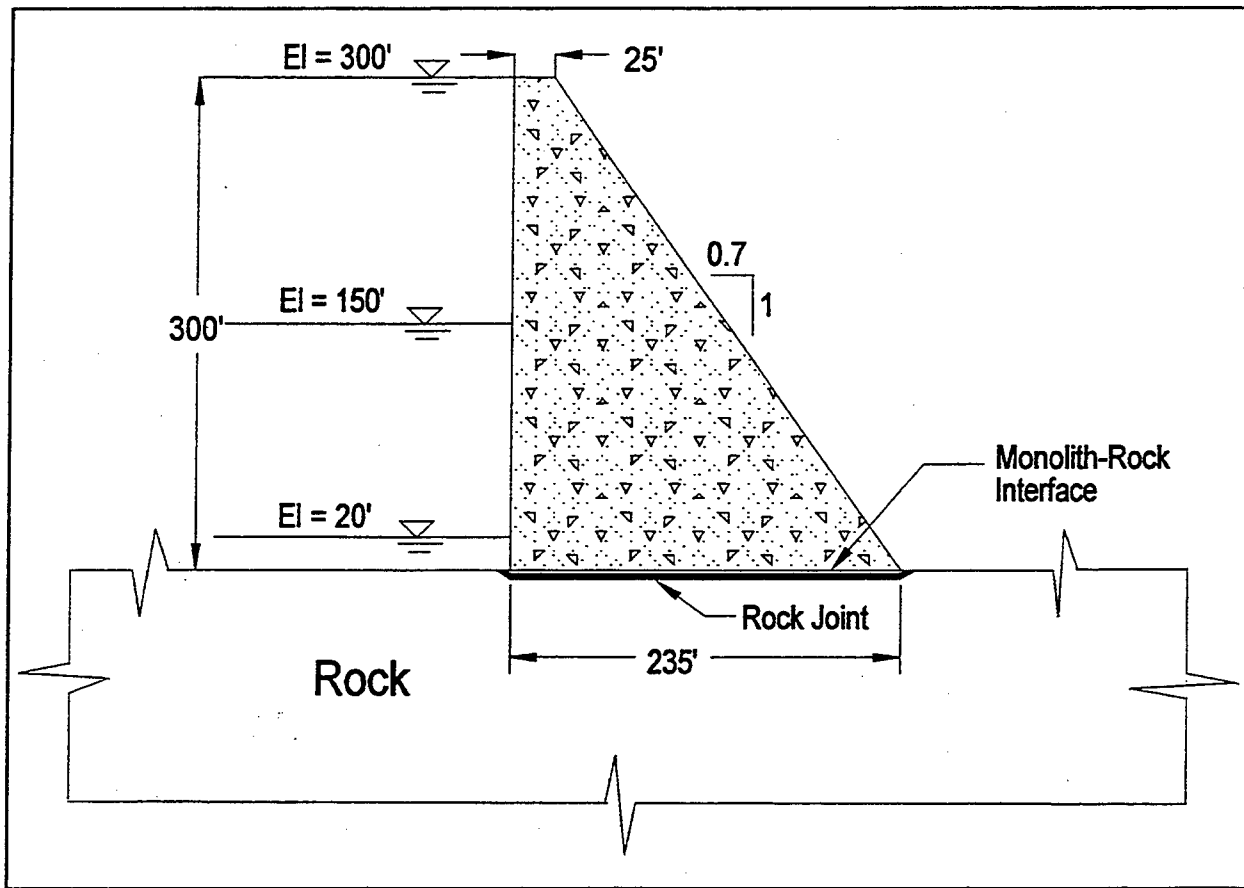 El = 300'
25'
0.7
1
El = 150'
300'
Monolith-Rock
Interface
El = 20'
Rock Joint
235'
Rock